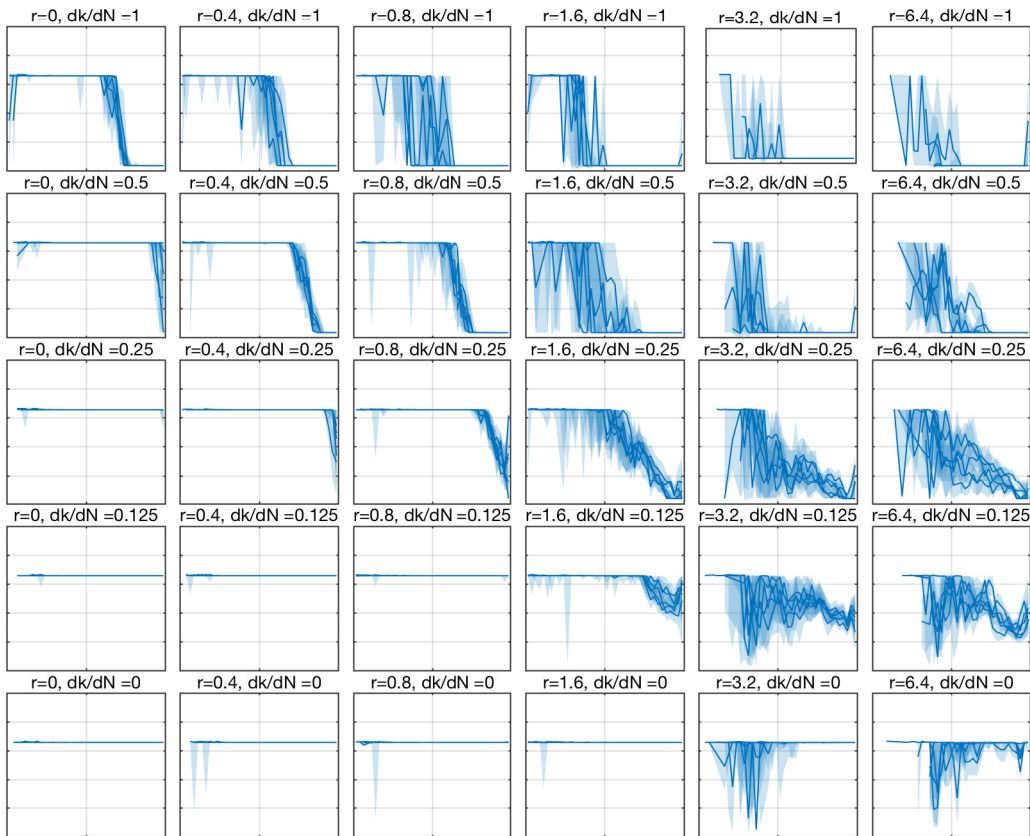 r=0, dk/dN =1
r=0.4, dk/dN =1
r=0.8, dk/dN =1
r=1.6, dk/dN =1
r=3.2, dk/dN =1
r=6.4, dk/dN =1
r=0, dk/dN =0.5
r=0.4, dk/dN =0.5
r=0.8, dk/dN =0.5
r=1.6, dk/dN =0.5
r=3.2, dk/dN =0.5
r=6.4, dk/dN =0.5
r=0, dk/dN =0.25
r=0.4, dk/dN =0.25
r=0.8, dk/dN =0.25
r=1.6, dk/dN =0.25
r=3.2, dk/dN =0.25
r=6.4, dk/dN =0.25
r=0, dk/dN =0.125
r=0.4, dk/dN =0.125
r=0.8, dk/dN =0.125
r=1.6, dk/dN =0.125
r=3.2, dk/dN =0.125
r=6.4, dk/dN =0.125
r=0, dk/dN =0
r=0.4, dk/dN =0
r=0.8, dk/dN =0
r=1.6, dk/dN =0
r=3.2, dk/dN =0
r=6.4, dk/dN =0